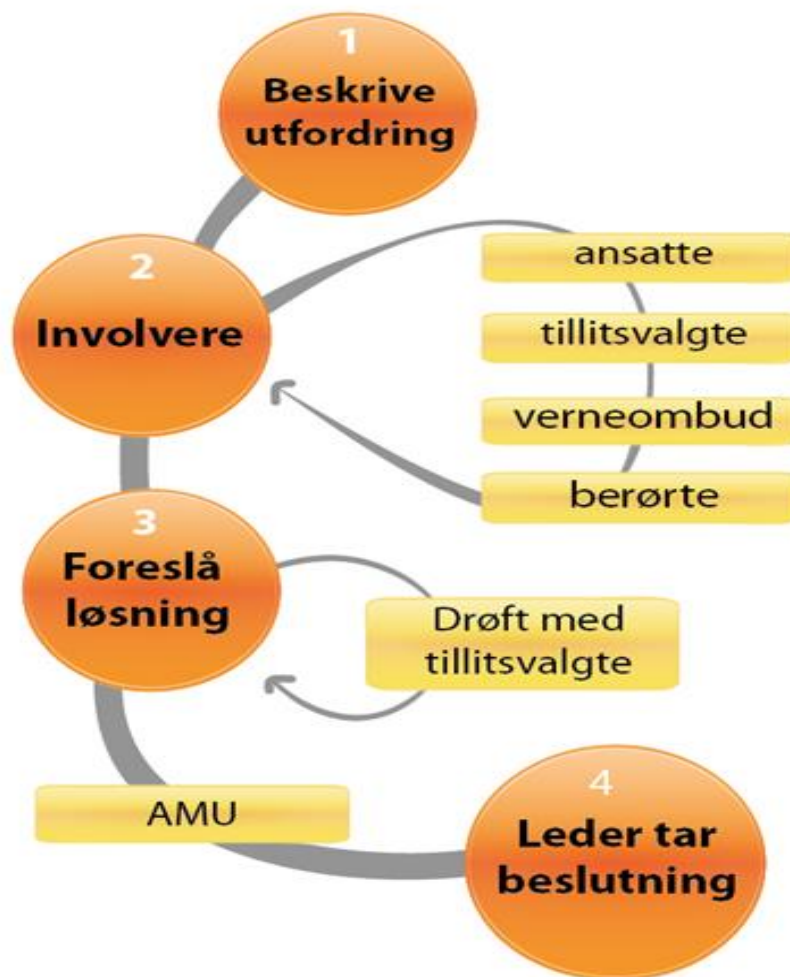 1
Beskrive
utfordring
2
Involvere
ansatte
tillitsvalgte
verneombud
berørte
3
Foreslå
løsning
Drøft med
tillitsvalgte
AMU
4
Leder tar
beslutning